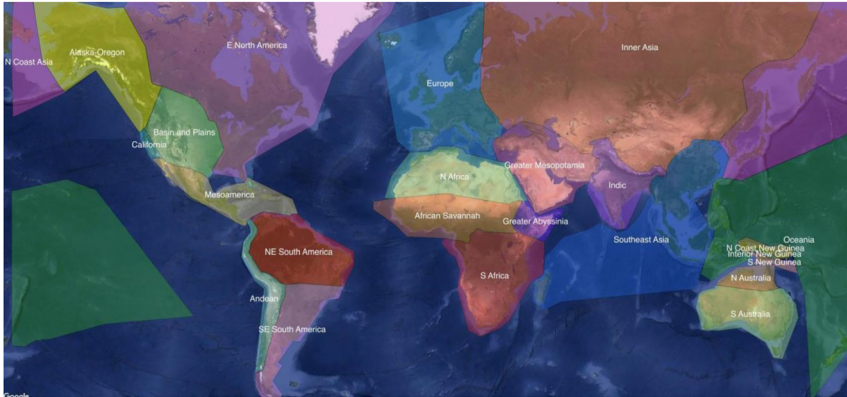 E North America
Alaska-Oregon
Inner Asia
N Coast Asia
Europe
Basin and Plains
California
Greater Mesopotamia
N Africa
Indic
Mesoamerica
African Savannah
Greater Abyssinia
Southeast Asia
Oceania
N Coast New Guinea
Interior New Guinea
S New Guinea
NE South America
S Africa
N Australia
Andean
S Australia
SE South America
Google